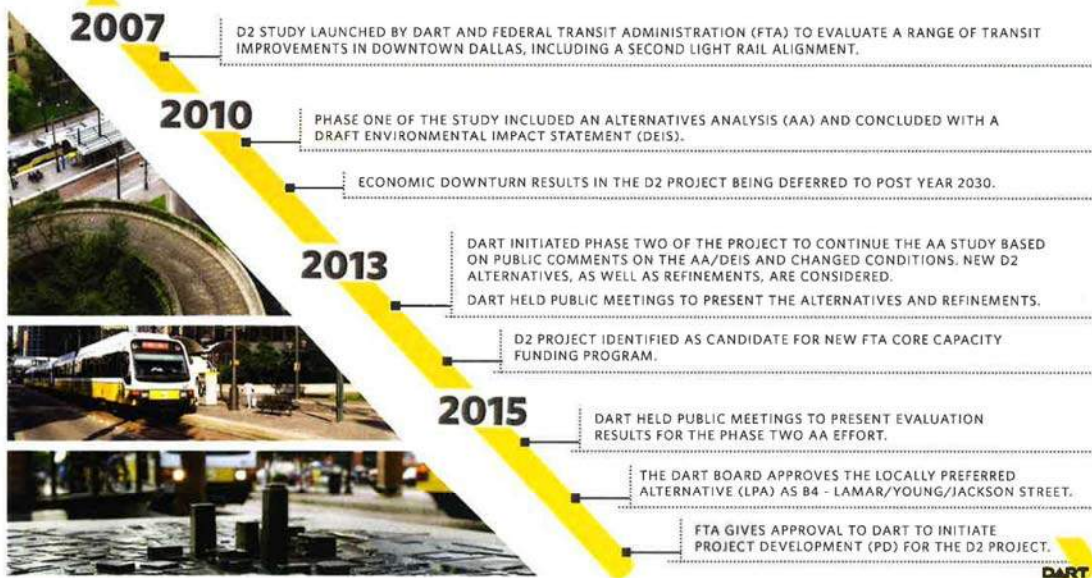 2007
D2 STUDY LAUNCHED BY DART AND FEDERAL TRANSIT ADMINISTRATION (FTA) TO EVALUATE A RANGE OF TRANSIT
IMPROVEMENTS IN DOWNTOWN DALLAS, INCLUDING A SECOND LIGHT RAIL ALIGNMENT.
2010
PHASE ONE OF THE STUDY INCLUDED AN ALTERNATIVES ANALYSIS (AA) AND CONCLUDED WITH A
DRAFT ENVIRONMENTAL IMPACT STATEMENT (DEIS).
ECONOMIC DOWNTURN RESULTS IN THE D2 PROJECT BEING DEFERRED TO POST YEAR 2030.
2013
DART INITIATED PHASE TWO OF THE PROJECT TO CONTINUE THE AA STUDY BASED
ON PUBLIC COMMENTS ON THE AA/DEIS AND CHANGED CONDITIONS. NEW D2
ALTERNATIVES, AS WELL AS REFINEMENTS, ARE CONSIDERED.
DART HELD PUBLIC MEETINGS TO PRESENT THE ALTERNATIVES AND REFINEMENTS.
D2 PROJECT IDENTIFIED AS CANDIDATE FOR NEW FTA CORE CAPACITY
FUNDING PROGRAM.
2015
DART HELD PUBLIC MEETINGS TO PRESENT EVALUATION
RESULTS FOR THE PHASE TWO AA EFFORT.
THE DART BOARD APPROVES THE LOCALLY PREFERRED
ALTERNATIVE (LPA) AS B4 - LAMAR/YOUNG/JACKSON STREET.
FTA GIVES APPROVAL TO DART TO INITIATE
PROJECT DEVELOPMENT (PD) FOR THE D2 PROJECT.
DART